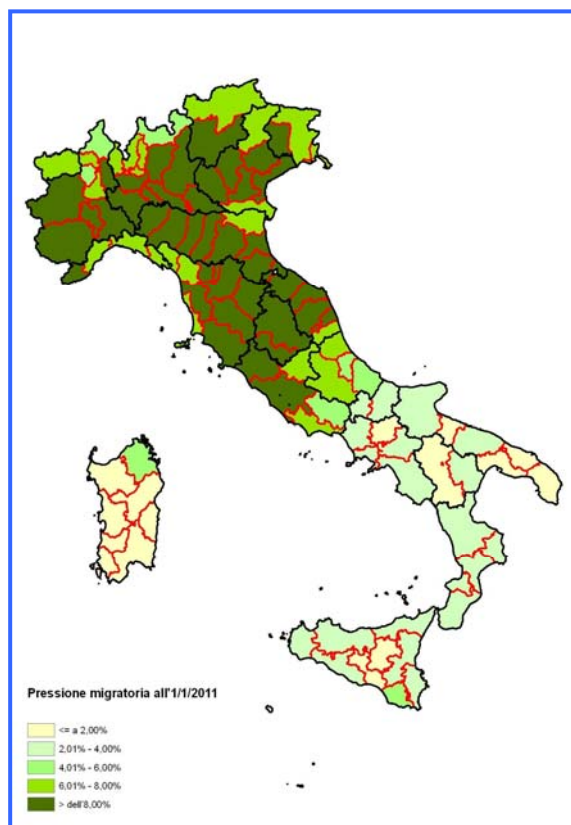 Pressione migratoria all'1/1/2011
<= a 2,00%
2,01% - 4,00%
4,01% - 6,00%
6,01% - 8,00%
> dell'8,00%